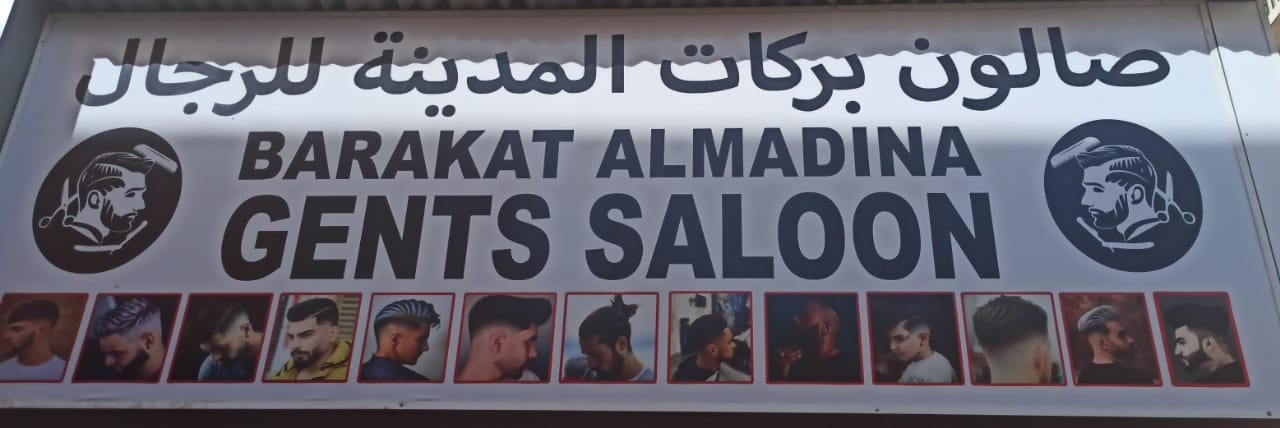 صالون بركات المدينة للرجال
BARAKAT ALMADINA
GENTS SALOON